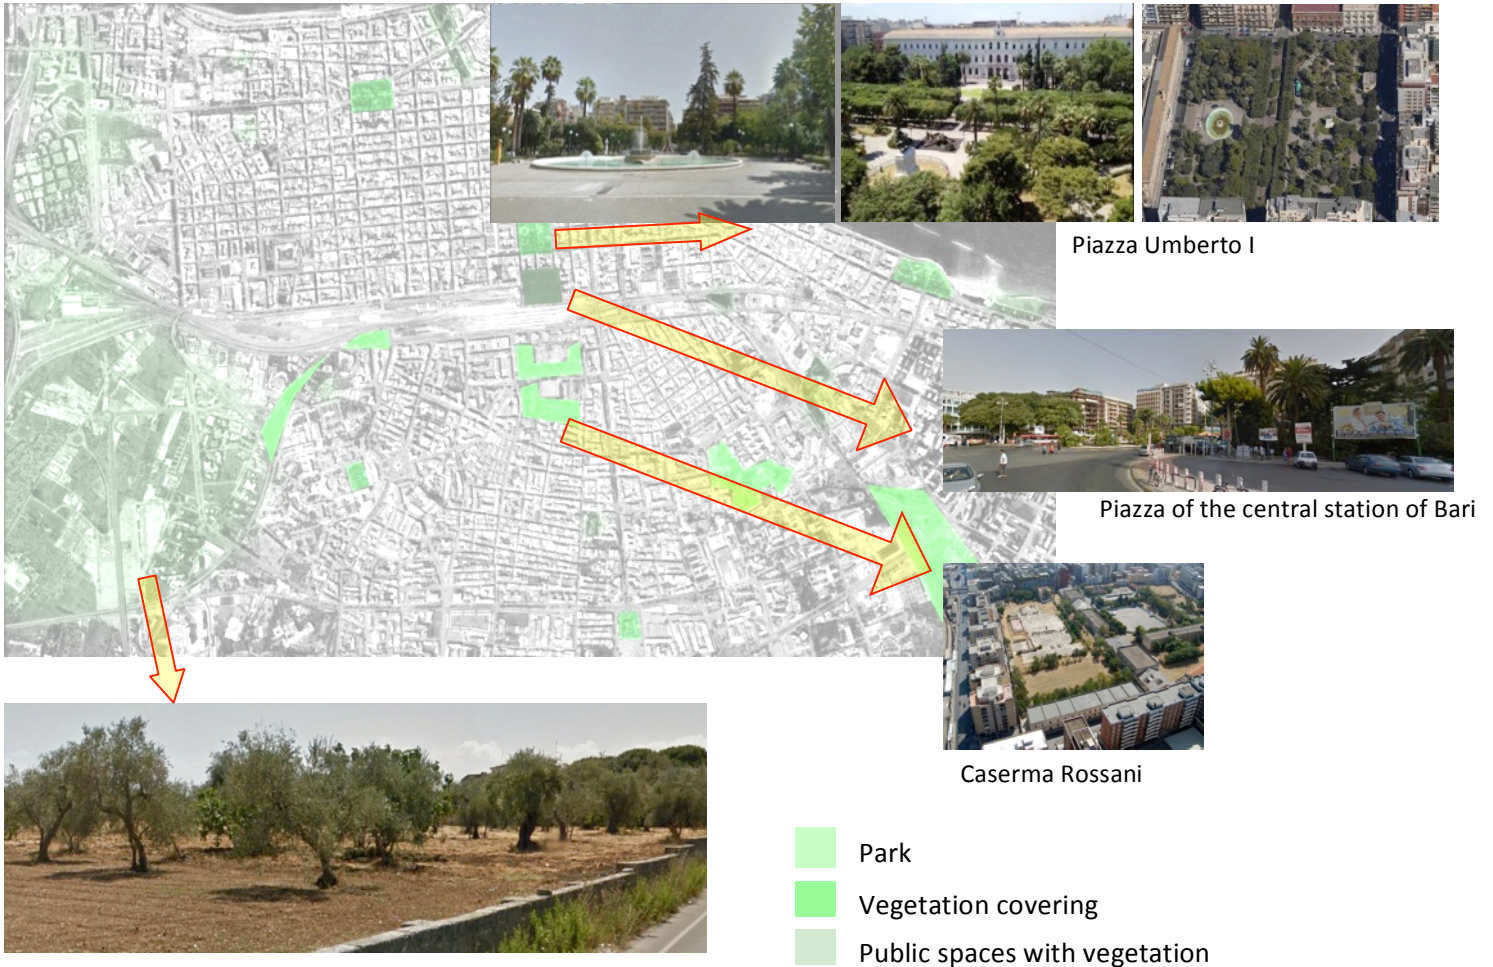 Piazza Umberto I
Piazza of the central station of Bari
Caserma Rossani
Park
Vegetation covering
Public spaces with vegetation